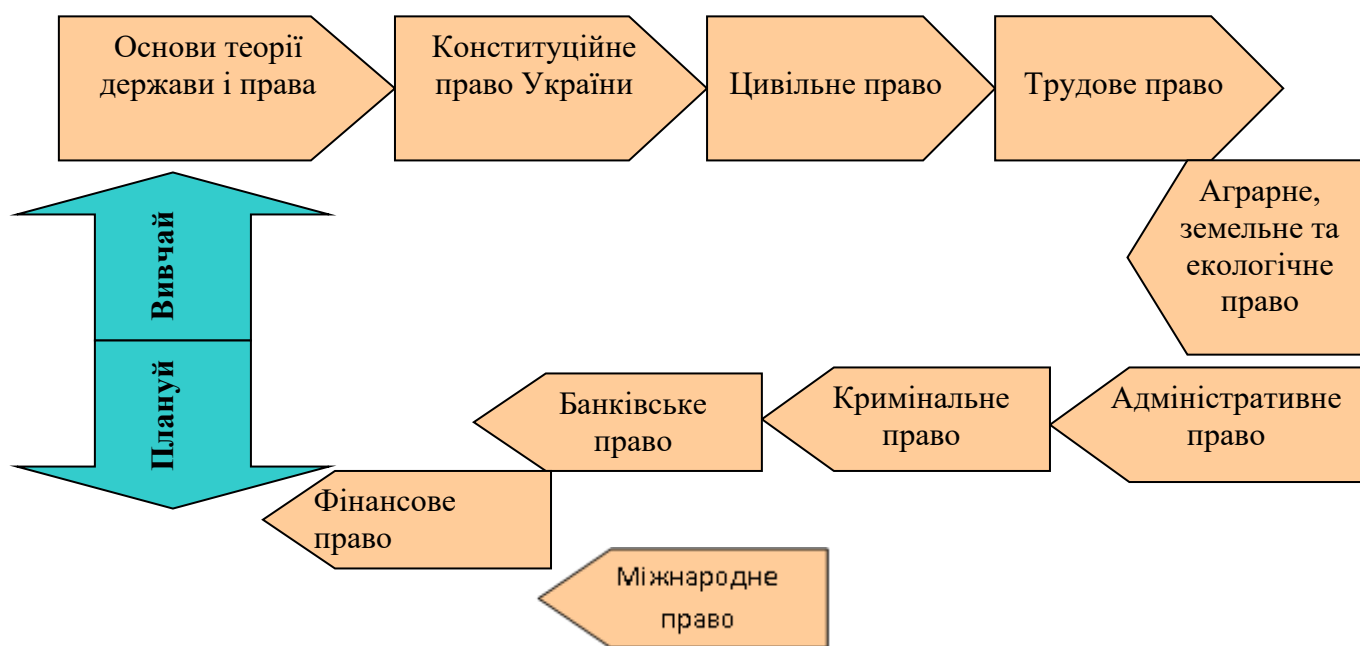 Основи теорії
держави і права
Конституційне
право України
Цивільне право
Трудове право
Аграрне,
земельне та
екологічне
право
Вивчай
Плануй
Банківське
право
Кримінальне
право
Адміністративне
право
Фінансове
право
Міжнародне
право